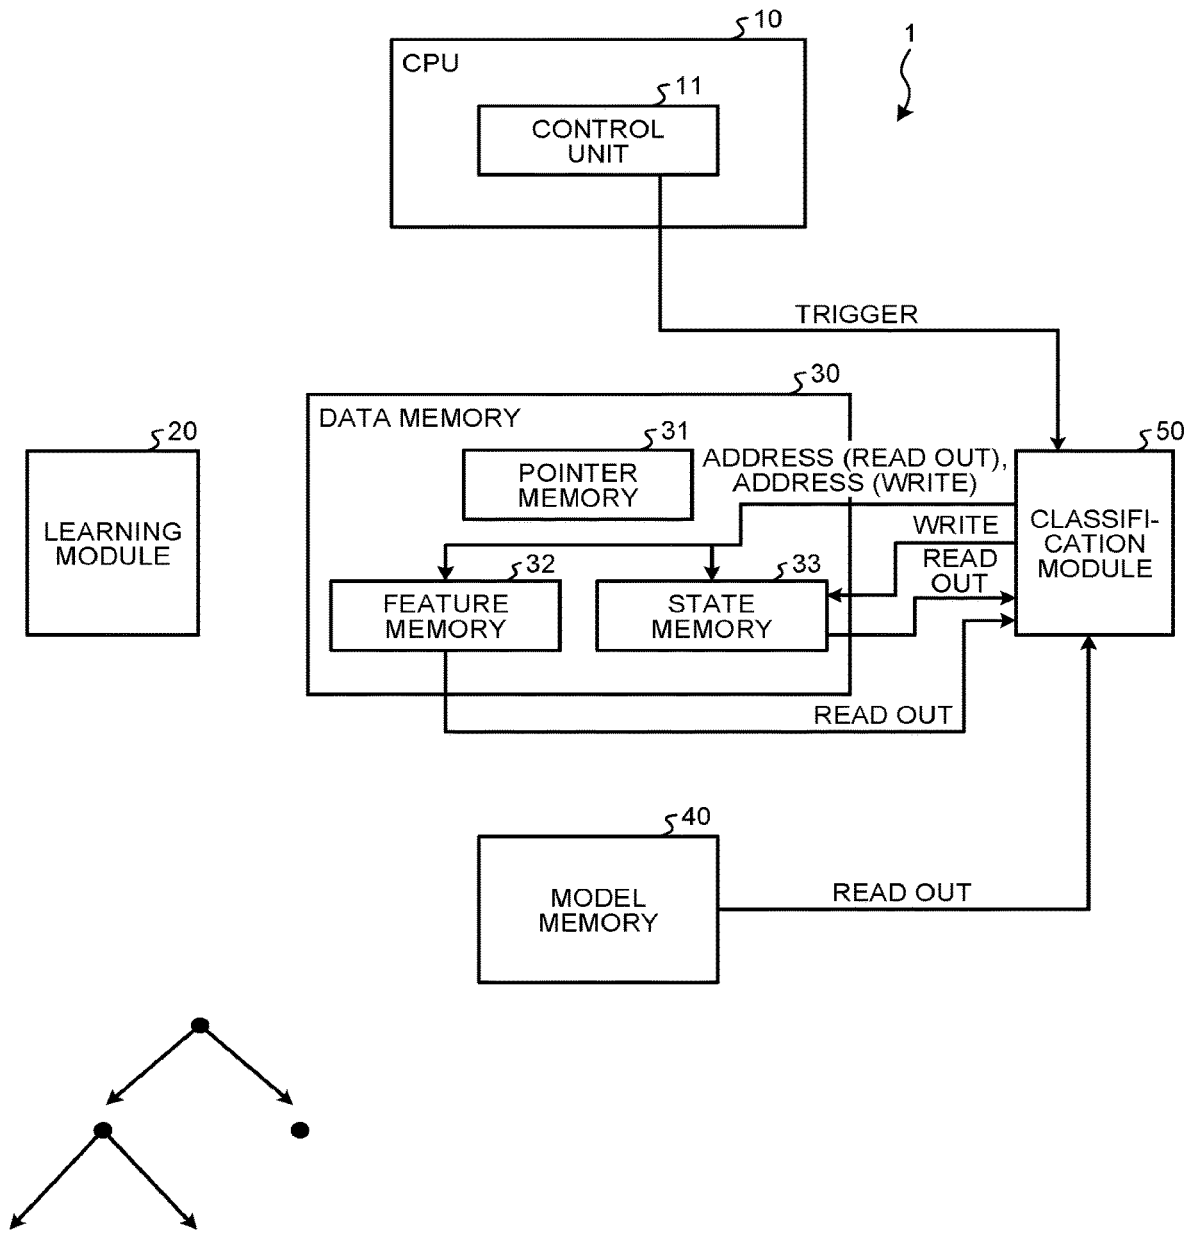 10
1
CPU
11
CONTROL
UNIT
TRIGGER
30
DATA MEMORY
20
31
50
ADDRESS (READ OUT),
ADDRESS (WRITE)
POINTER
MEMORY
LEARNING
MODULE
CLASSIFI-
CATION
MODULE
WRITE
READ
OUT
32
33
FEATURE
MEMORY
STATE
MEMORY
READ OUT
40
MODEL
MEMORY
READ OUT